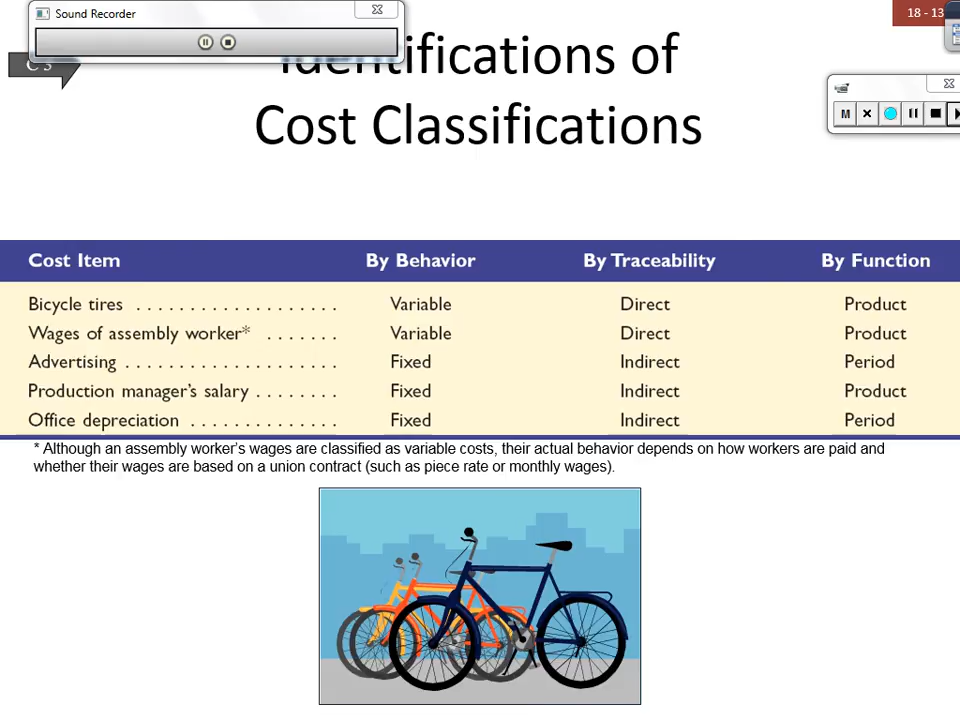 Sound Recorder
18 - 13
Identifications of
C 3
M
Cost Classifications
Cost Item By Behavior By Traceability By Function
Bicycle tires . . . . . . . . . . . . . . . . . . . Variable Direct Product
Wages of assembly worker* . . . . . . . Variable Direct Product
Advertising . . . . . . . . . . . . . . . . . . . . Fixed Indirect Period
Production manager's salary . . . . . . . . Fixed Indirect Product
Office depreciation . . . . . . . . . . . . . . Fixed Indirect Period
* Although an assembly worker's wages are classified as variable costs, their actual behavior depends on how workers are paid and
whether their wages are based on a union contract (such as piece rate or monthly wages).